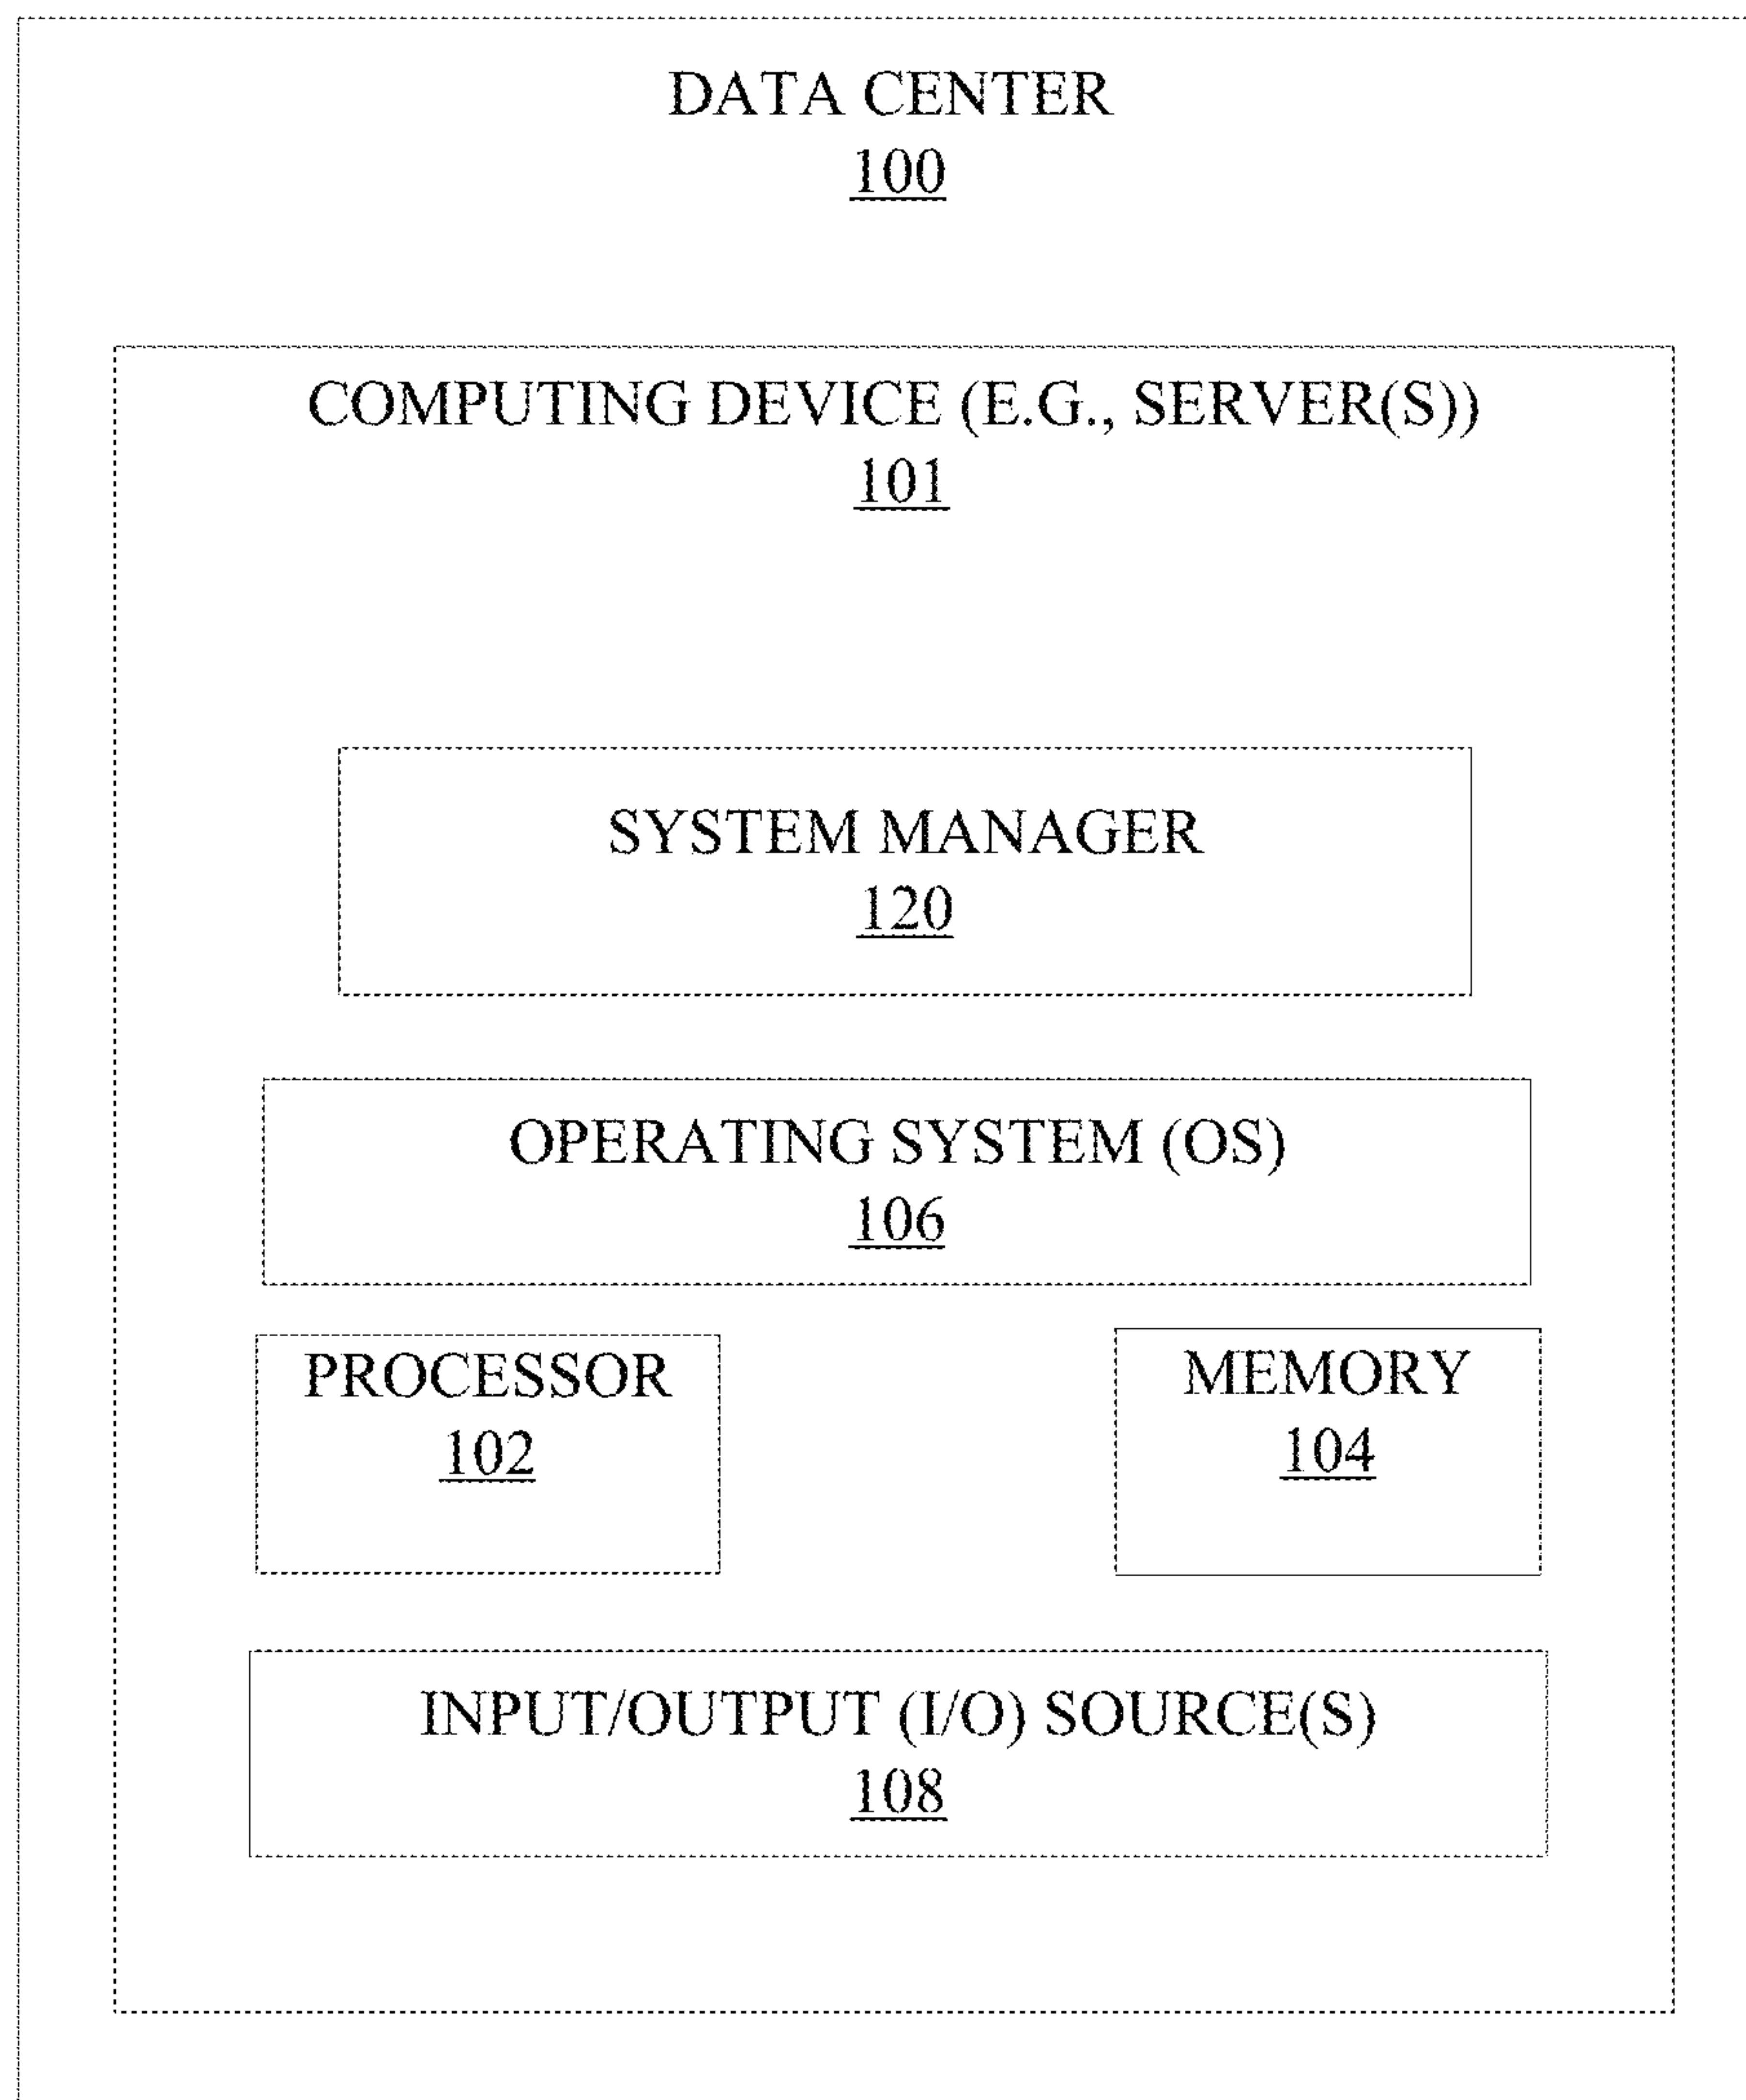 DATA CENTER
100
COMPUTING DEVICE (E.G., SERVER(S))
101
SYSTEM MANAGER
120
OPERATING SYSTEM (OS)
106
PROCESSOR
102
MEMORY
104
INPUT/OUTPUT (I/O) SOURCE(S)
108